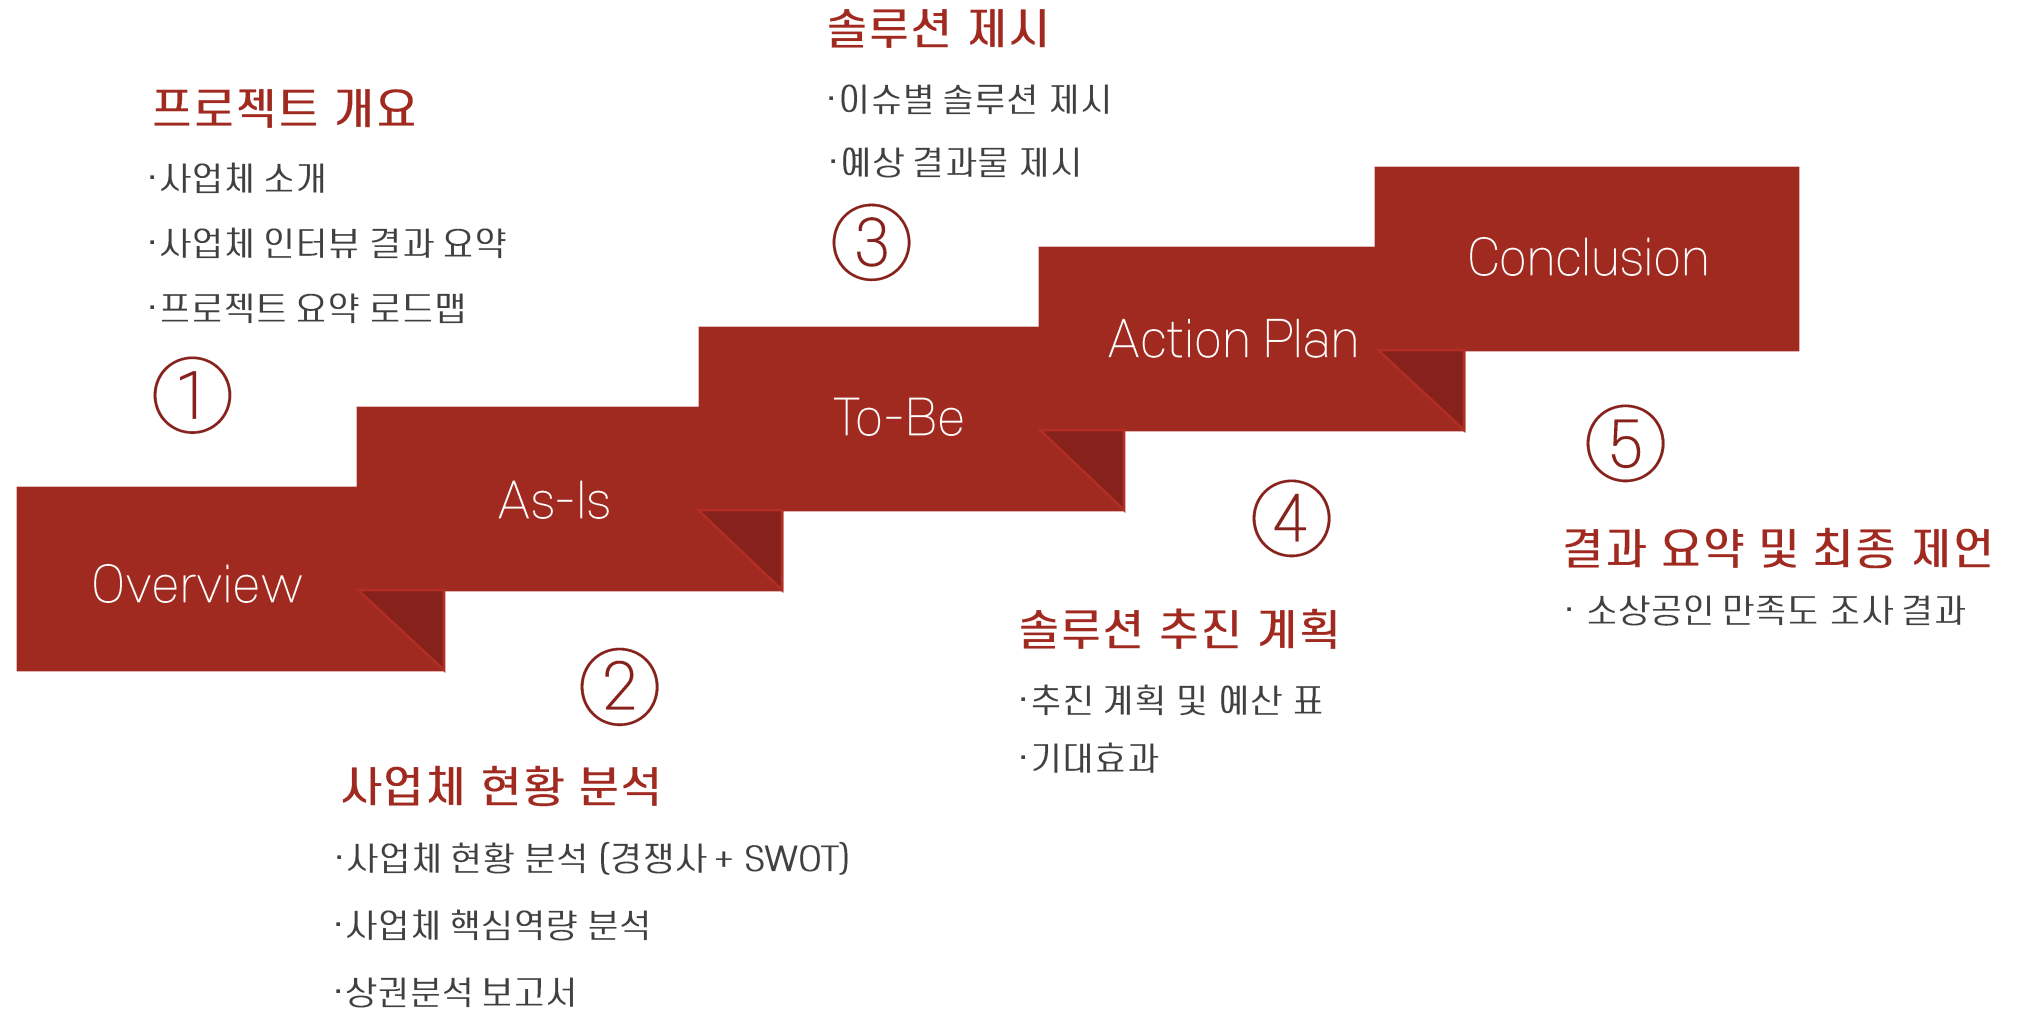 프로젝트 개요
·사업체 소개
·사업체 인터뷰 결과 요약
·프로젝트 요약 로드맵
1
Overview
As-Is
2
사업체 현황 분석
·사업체 현황 분석 (경쟁사 + SWOT)
·사업체 핵심역량 분석
·상권분석 보고서
솔루션 제시
·이슈별 솔루션 제시
·예상 결과물 제시
3
To-Be
Action Plan
4
솔루션 추진 계획
·추진 계획 및 예산 표
·기대효과
Conclusion
5
결과 요약 및 최종 제언
· 소상공인 만족도 조사 결과